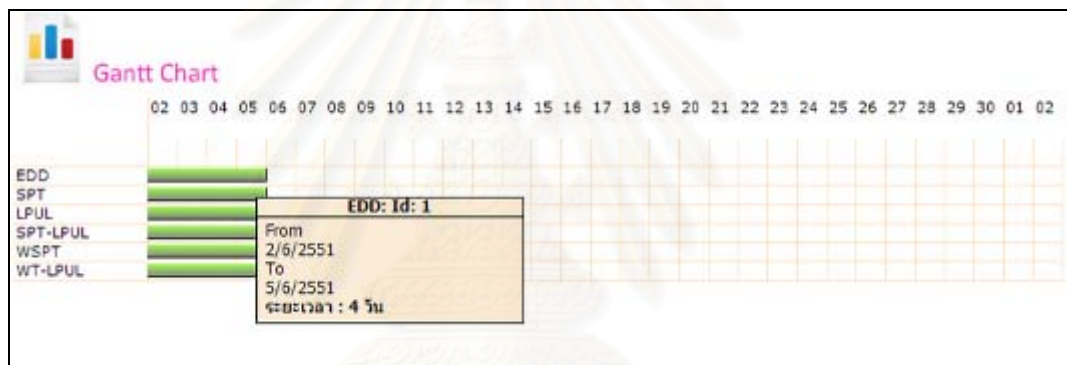 Gantt Chart
02 03 04 05 06 07 08 09 10 11 12 13 14 15 16 17 18 19 20 21 22 23 24 25 26 27 28 29 30 01 02
EDD
SPT
LPUL
SPT-LPUL
WSPT
WT-LPUL
EDD: Id: 1
From
2/6/2551
To
5/6/2551
ระยะเวลา : 4 วัน